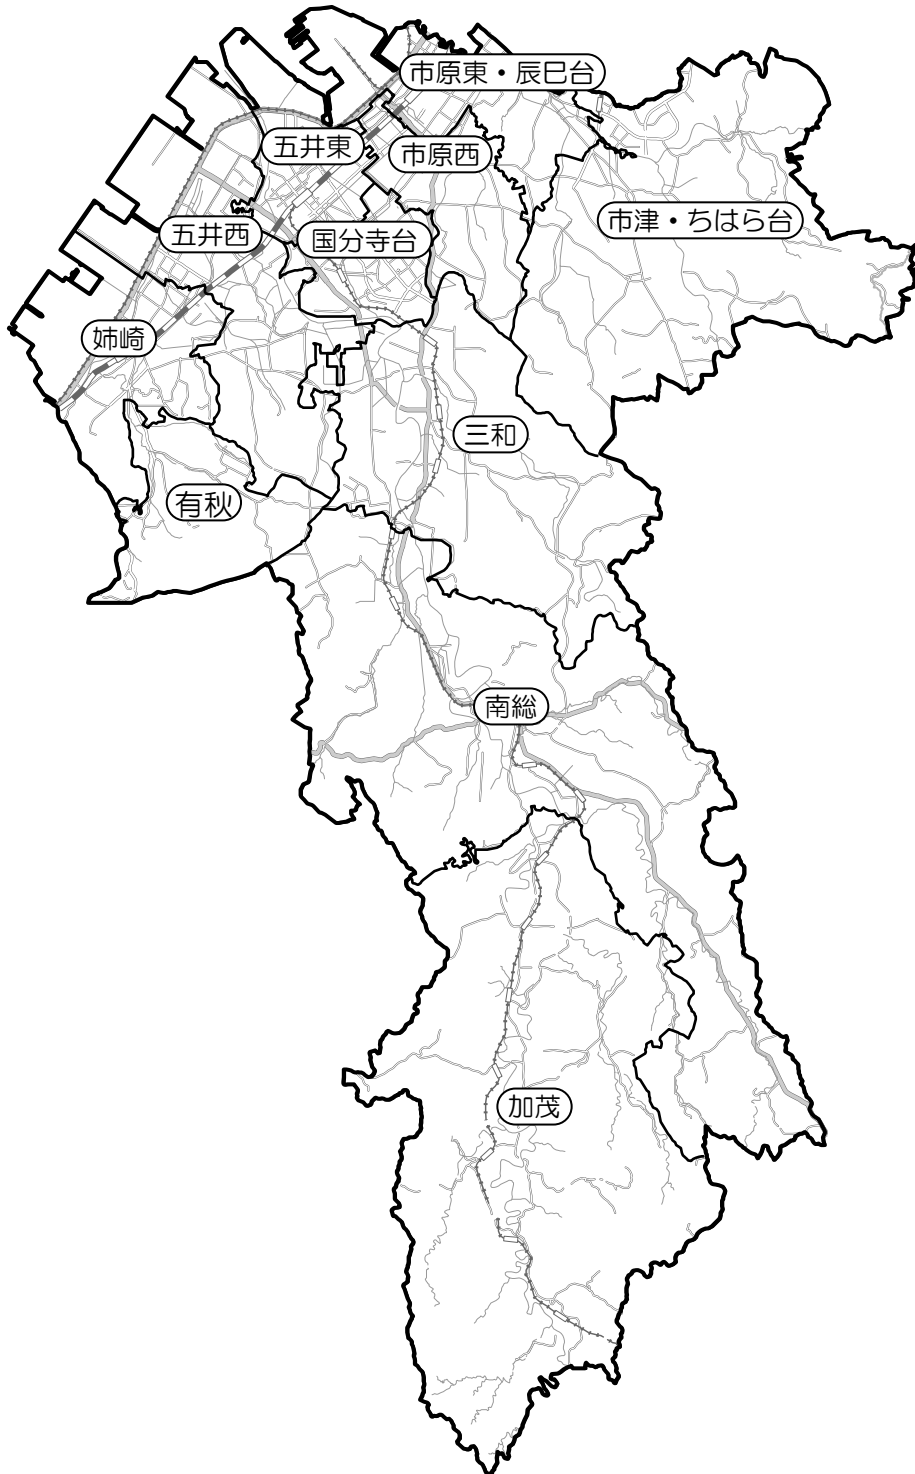 市原東・辰巳台
五井東
市原西
市津・ちはら台
五井西
国分寺台
姉崎
三和
有秋
南総
加茂